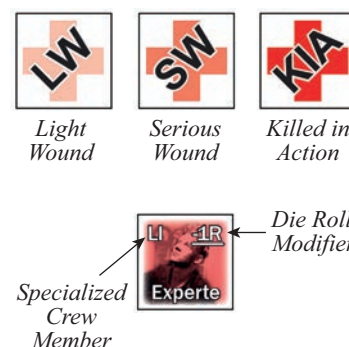 LW
SW
KIA
Light
Wound
Serious
Wound
Killed in
Action
LI -1R
Experte
Die Roll
Modifier
Specialized
Crew
Member